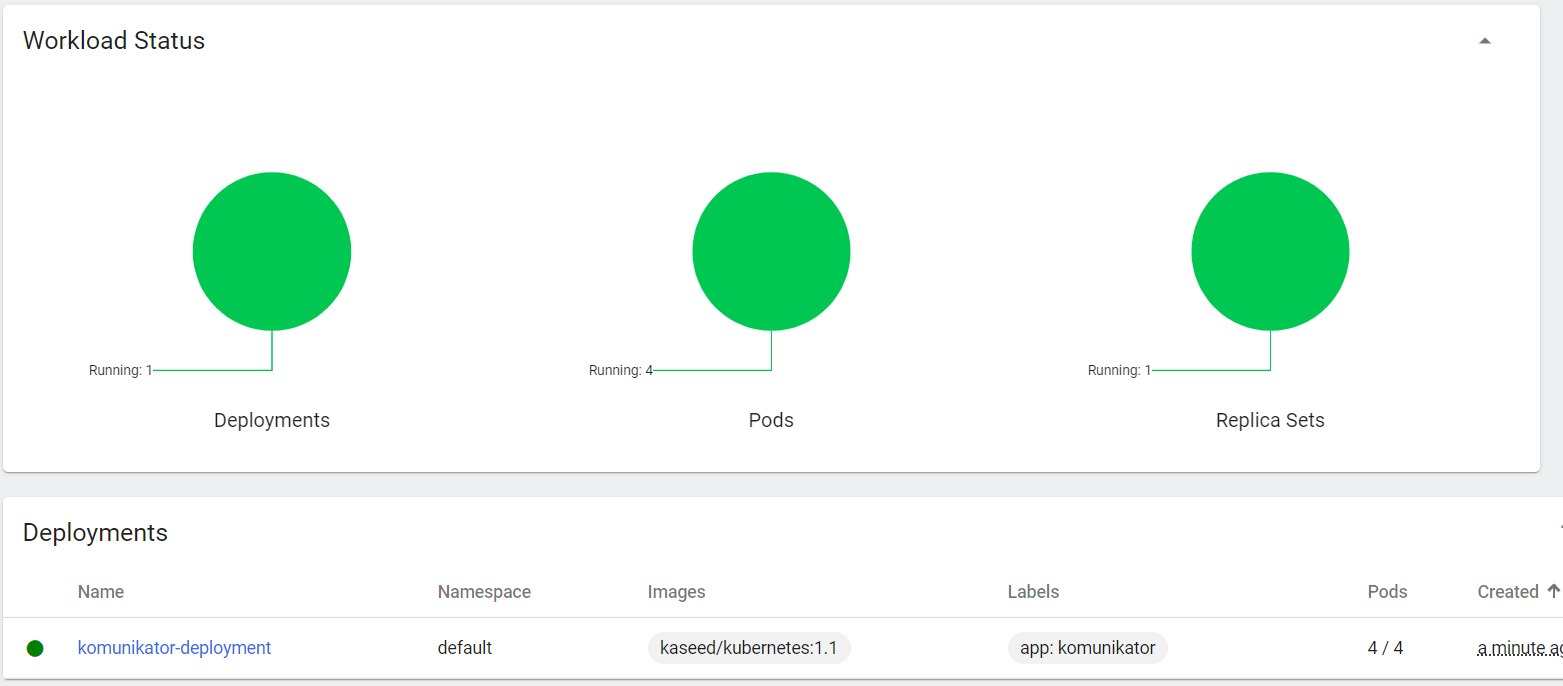 Workload Status
Running: 1
Running: 4
Running: 1
Deployments
Pods
Replica Sets
Deployments
Name Namespace Images Labels Pods Created
komunikator-deployment default kaseed/kubernetes:1.1 app: komunikator 4 / 4 a minute